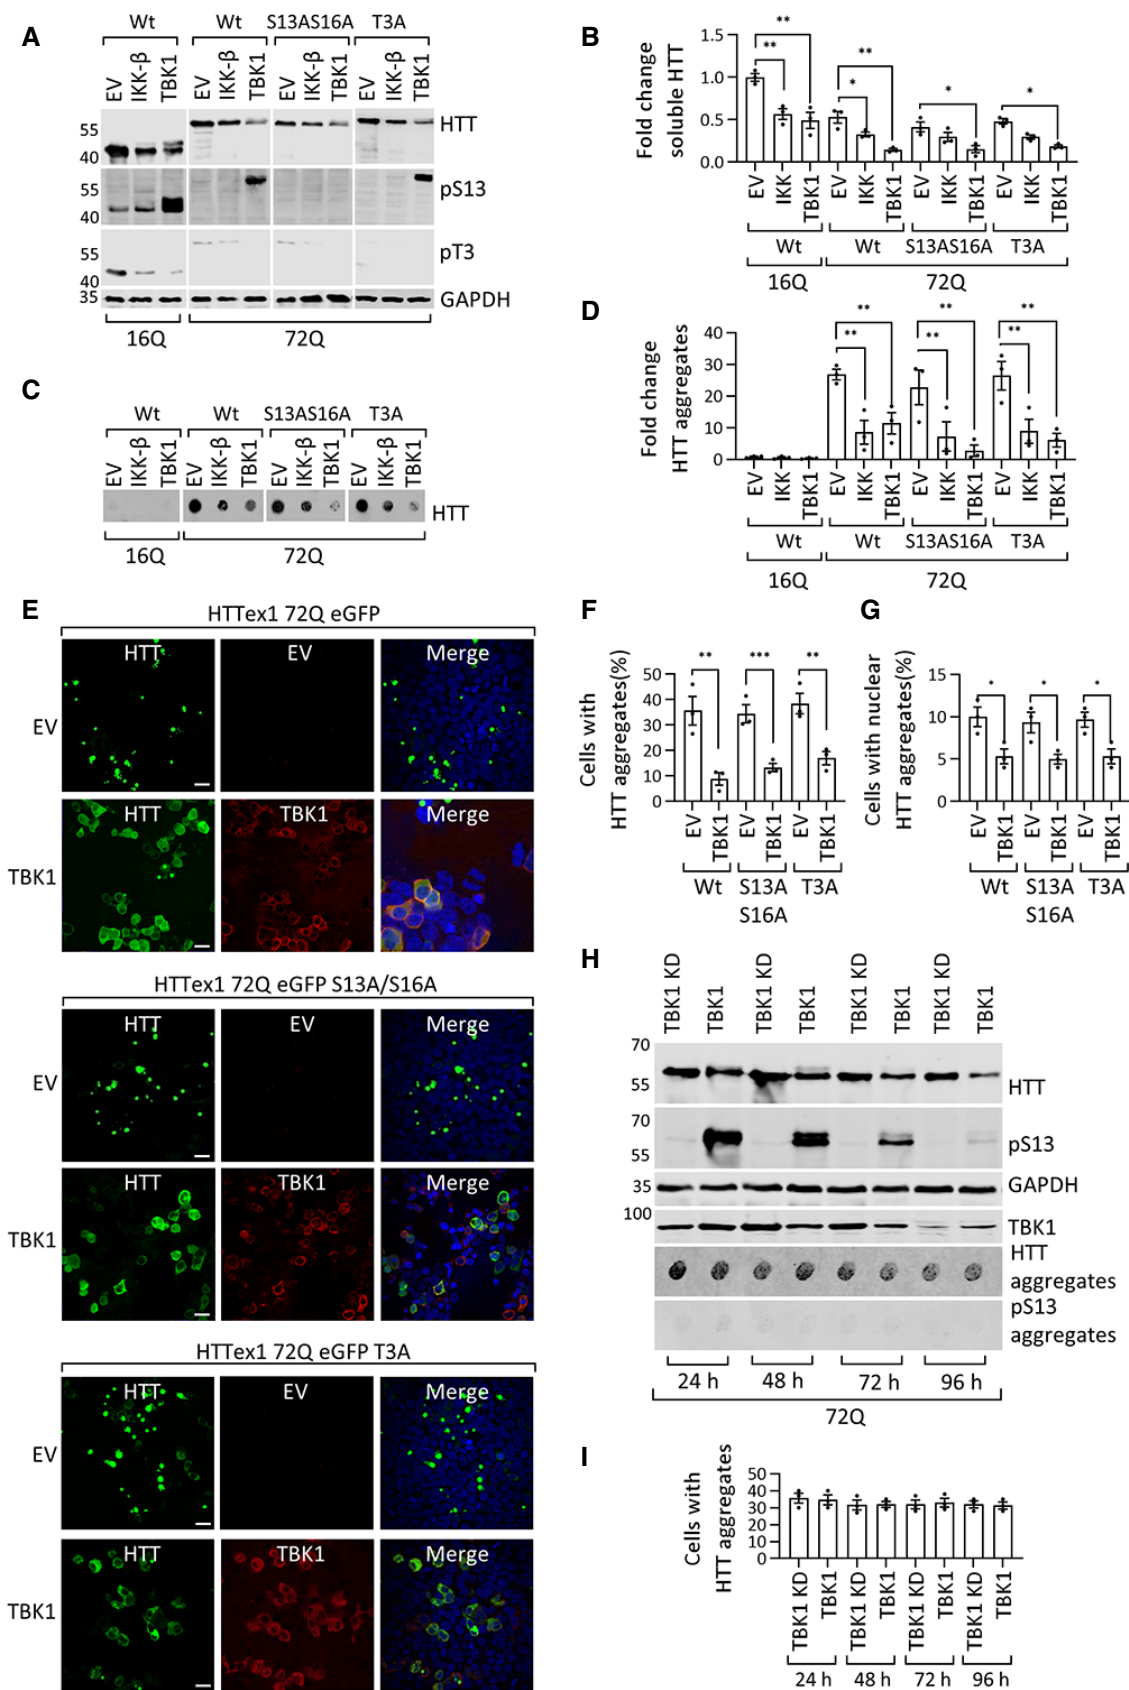 A
Wt Wt S13AS16A T3A
EV IKK-β TBK1 EV IKK-β TBK1 EV IKK-β TBK1 EV IKK-β TBK1
55
40
HTT
55
40
pS13
55
40
pT3
35
GAPDH
16Q 72Q
B
Fold change
soluble HTT
1.5
1.0
0.5
0.0
** ** * ** * *
EV IKK TBK1 EV IKK TBK1 EV IKK TBK1 EV IKK TBK1
Wt Wt S13AS16A T3A
16Q 72Q
C
Wt Wt S13AS16A T3A
EV IKK-β TBK1 EV IKK-β TBK1 EV IKK-β TBK1 EV IKK-β TBK1
HTT
16Q 72Q
D
Fold change
HTT aggregates
40
30
20
10
0
** ** ** ** ** **
EV IKK TBK1 EV IKK TBK1 EV IKK TBK1 EV IKK TBK1
Wt Wt S13AS16A T3A
16Q 72Q
E
HTTex1 72Q eGFP
EV
HTT EV Merge
TBK1
HTT TBK1 Merge
HTTex1 72Q eGFP S13A/S16A
EV
HTT EV Merge
TBK1
HTT TBK1 Merge
HTTex1 72Q eGFP T3A
EV
HTT EV Merge
TBK1
HTT TBK1 Merge
F
Cells with
HTT aggregates(%)
50
40
30
20
10
0
** *** **
EV TBK1 EV TBK1 EV TBK1
Wt S13A T3A
S16A
G
Cells with nuclear
HTT aggregates(%)
15
10
5
0
* * *
EV TBK1 EV TBK1 EV TBK1
Wt S13A T3A
S16A
H
TBK1 KD TBK1 TBK1 KD TBK1 TBK1 KD TBK1 TBK1 KD TBK1
70
55
HTT
70
55
pS13
35
GAPDH
100
TBK1
HTT
aggregates
pS13
aggregates
24 h 48 h 72 h 96 h
72Q
I
Cells with
HTT aggregates
50
40
30
20
10
0
TBK1 KD TBK1 TBK1 KD TBK1 TBK1 KD TBK1 TBK1 KD TBK1
24 h 48 h 72 h 96 h